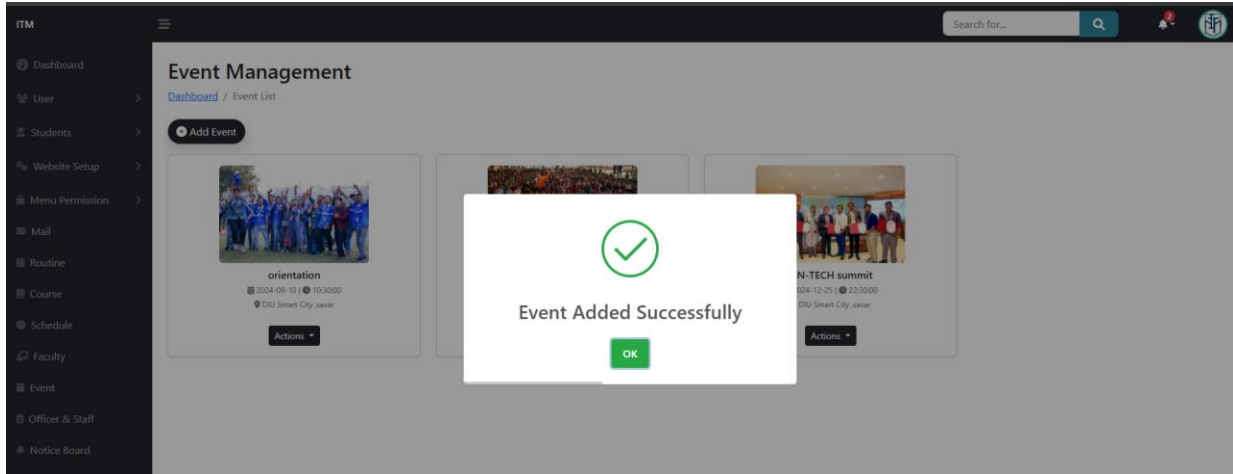 ITM
Search for...
2
Dashboard
User
Students
Website Setup
Menu Permission
Mail
Routine
Course
Schedule
Faculty
Event
Officer & Staff
Notice Board
Event Management
Dashboard / Event List
Add Event
orientation
2024-09-10 | 10:30:00
DIU Smart City ,savar
Actions
N-TECH summit
024-12-25 | 22:30:00
DIU Smart City ,savar
Actions
Event Added Successfully
OK